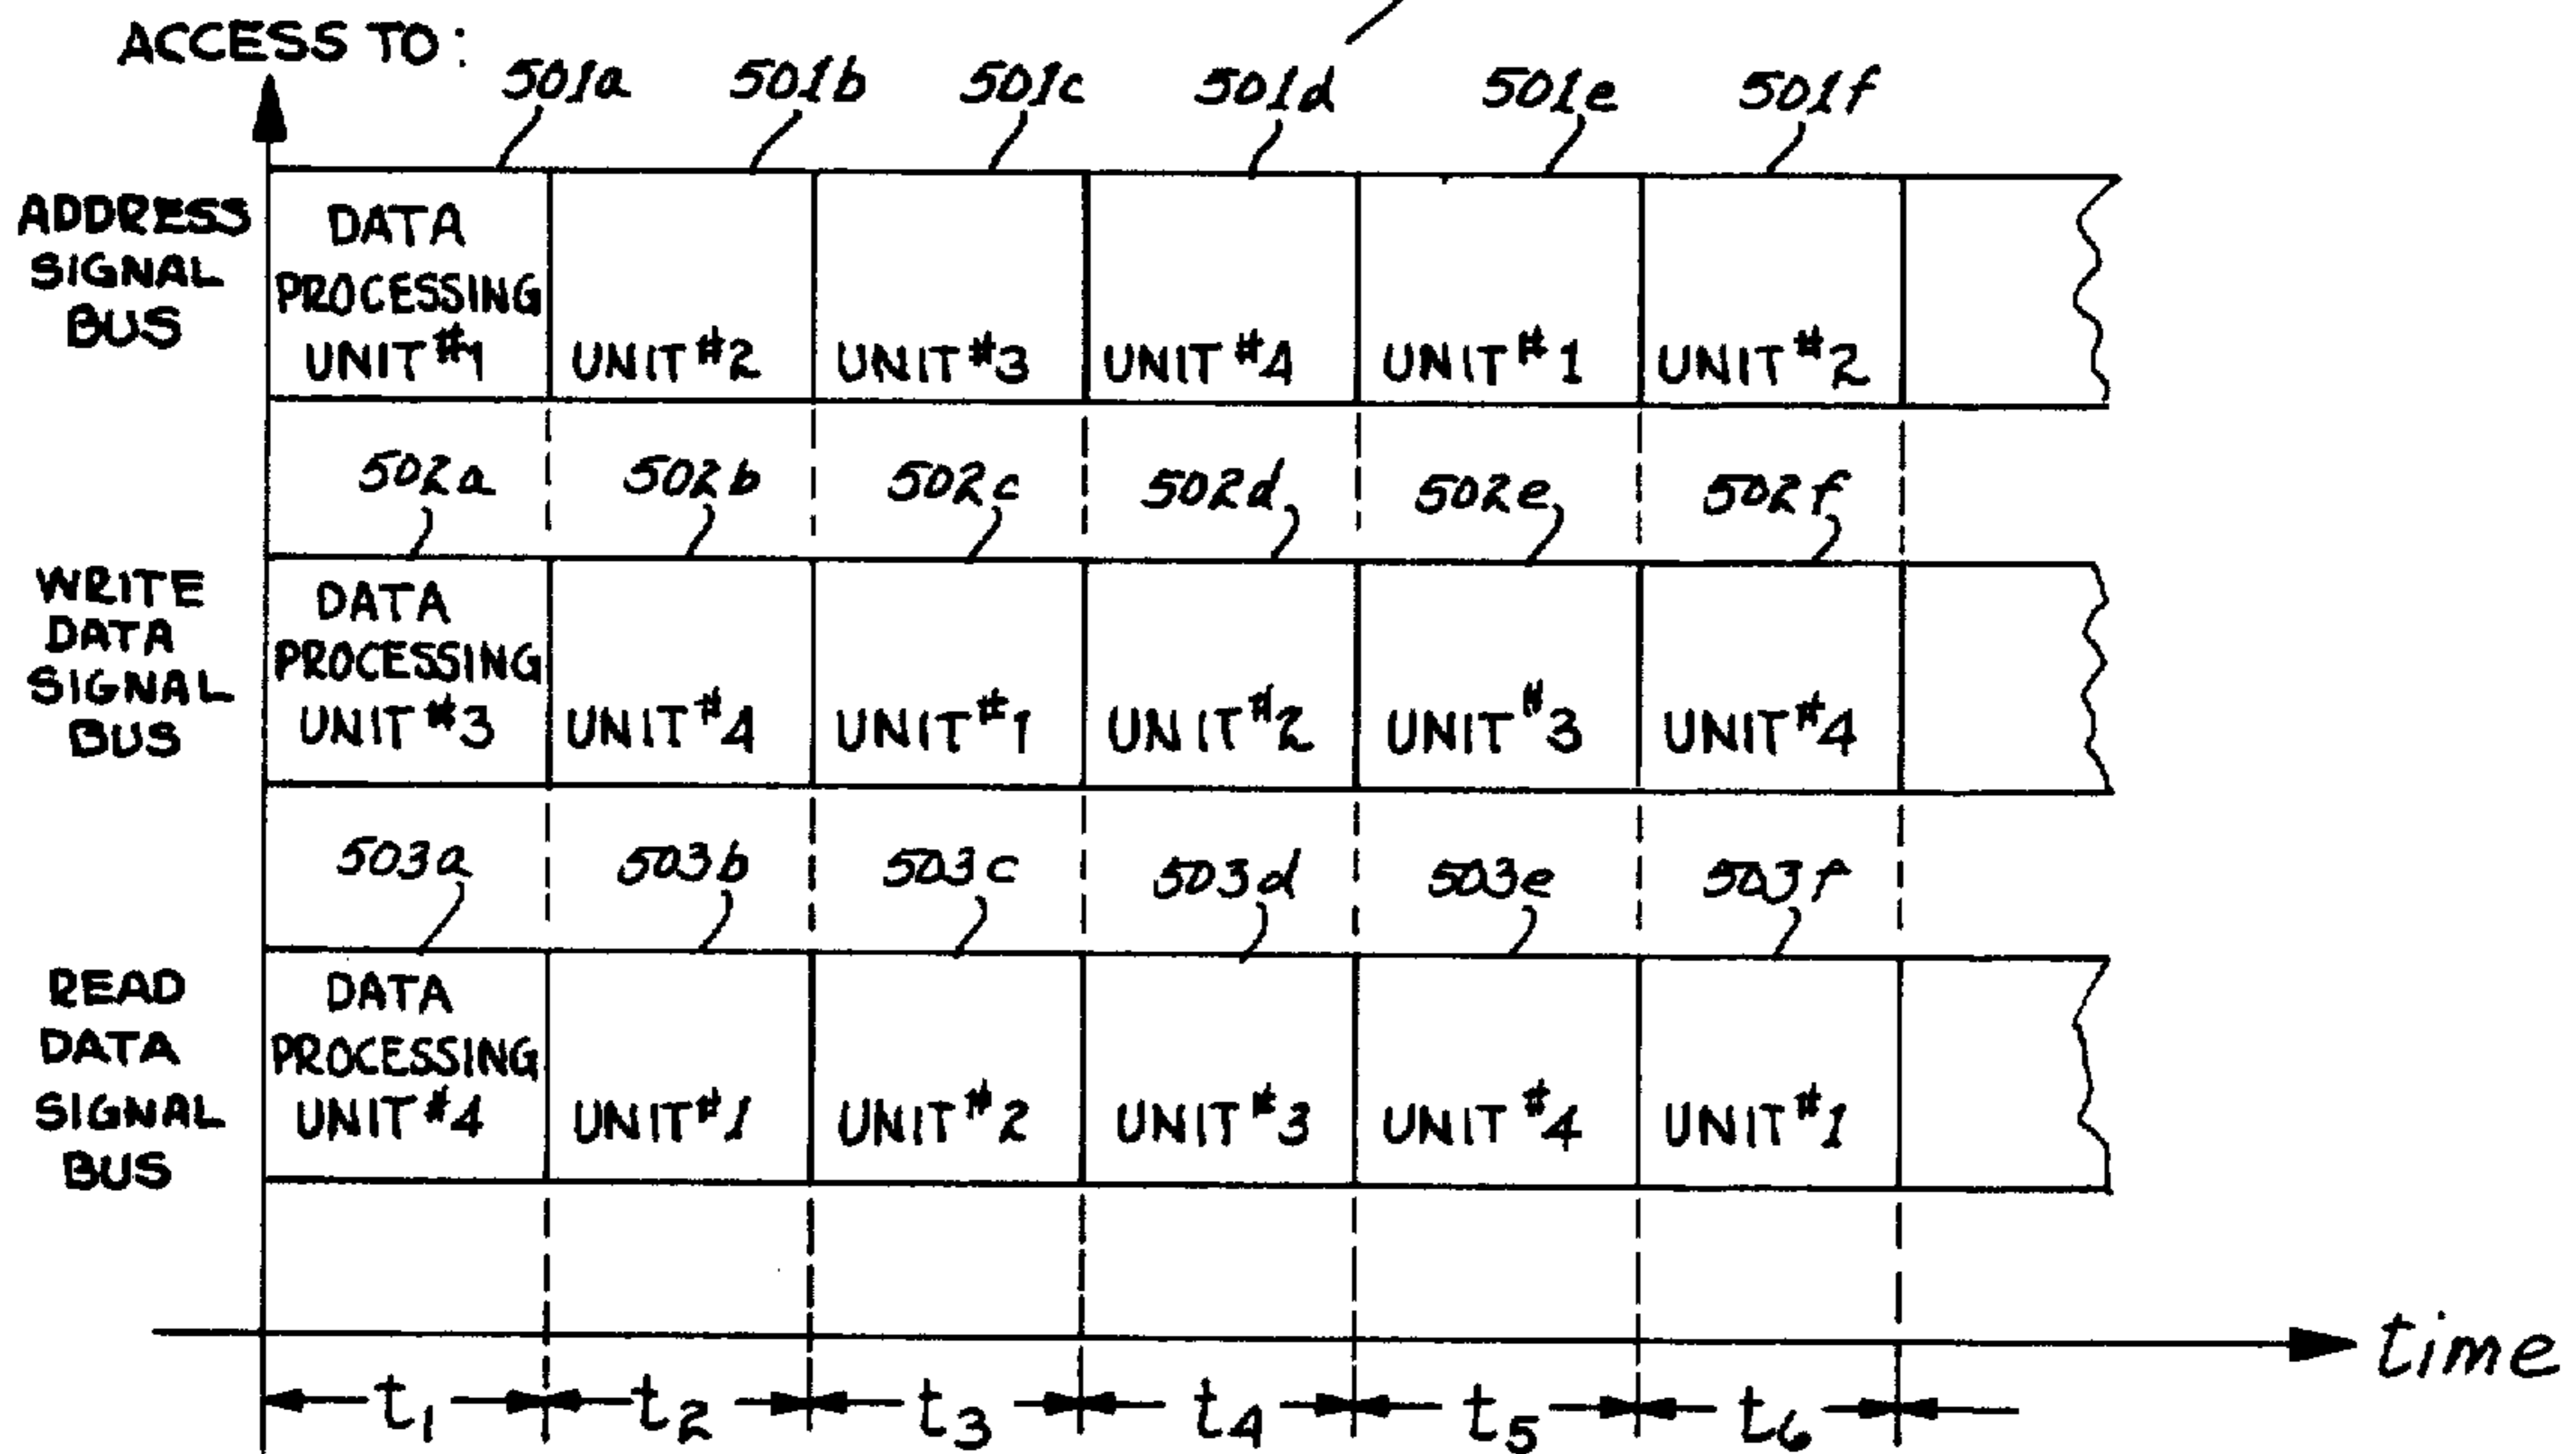 ACCESS TO:
501a 501b 501c 501d 501e 501f
ADDRESS
SIGNAL
BUS
DATA
PROCESSING
UNIT #1
UNIT #2
UNIT #3
UNIT #4
UNIT #1
UNIT #2
502a 502b 502c 502d 502e 502f
WRITE
DATA
SIGNAL
BUS
DATA
PROCESSING
UNIT #3
UNIT #4
UNIT #1
UNIT #2
UNIT #3
UNIT #4
503a 503b 503c 503d 503e 503f
READ
DATA
SIGNAL
BUS
DATA
PROCESSING
UNIT #4
UNIT #1
UNIT #2
UNIT #3
UNIT #4
UNIT #1
time
t1 t2 t3 t4 t5 t6